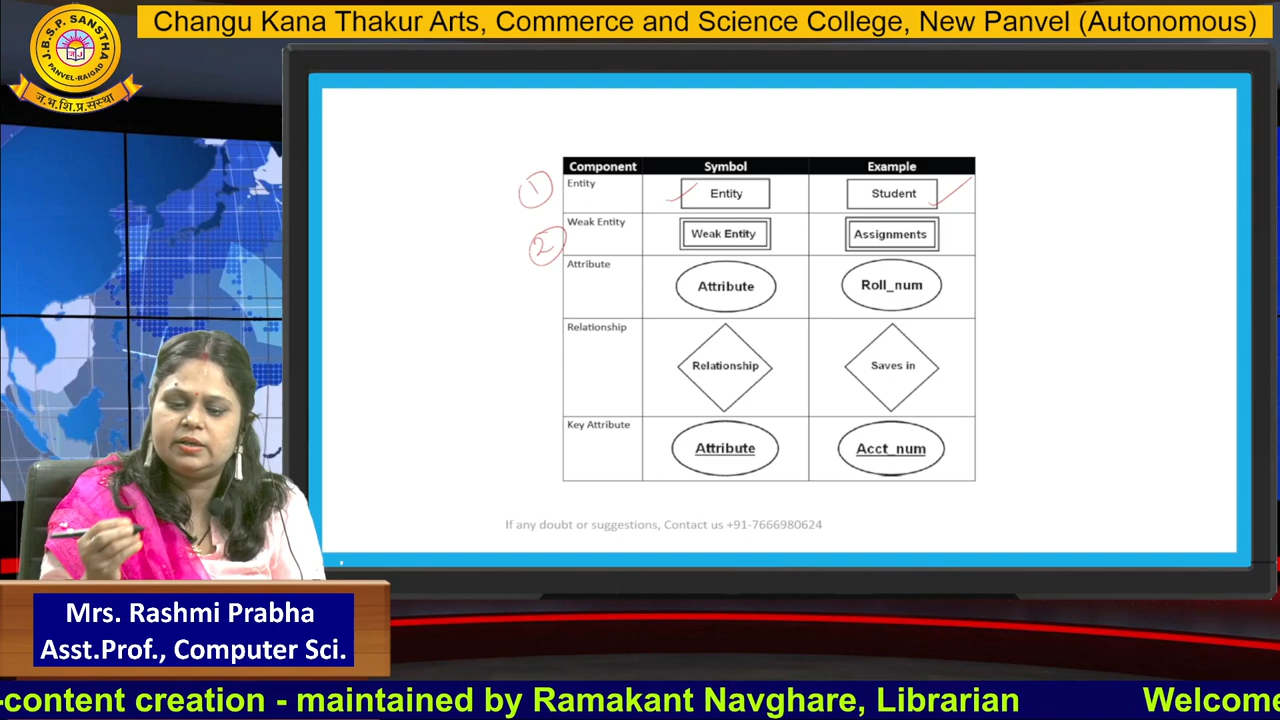 Changu Kana Thakur Arts, Commerce and Science College, New Panvel (Autonomous)
J.B.S.P. SANSTHA
PANVEL-RAIGAD
ज.भ.शि.प्र.संस्था
Component Symbol Example
1
Entity Entity Student
2
Weak Entity Weak Entity Assignments
Attribute Attribute Roll_num
Relationship Relationship Saves in
Key Attribute Attribute Acct_num
If any doubt or suggestions, Contact us +91-7666980624
Mrs. Rashmi Prabha
Asst.Prof., Computer Sci.
-content creation - maintained by Ramakant Navghare, Librarian Welcome